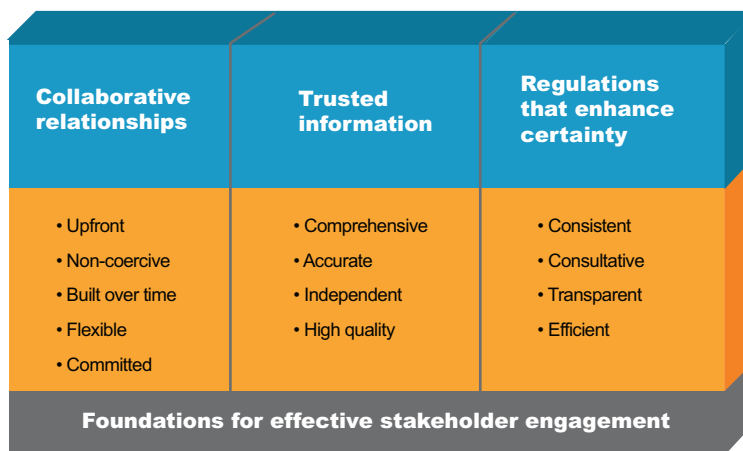 Collaborative
relationships
Trusted
information
Regulations
that enhance
certainty
• Upfront
• Non-coercive
• Built over time
• Flexible
• Committed
• Comprehensive
• Accurate
• Independent
• High quality
• Consistent
• Consultative
• Transparent
• Efficient
Foundations for effective stakeholder engagement